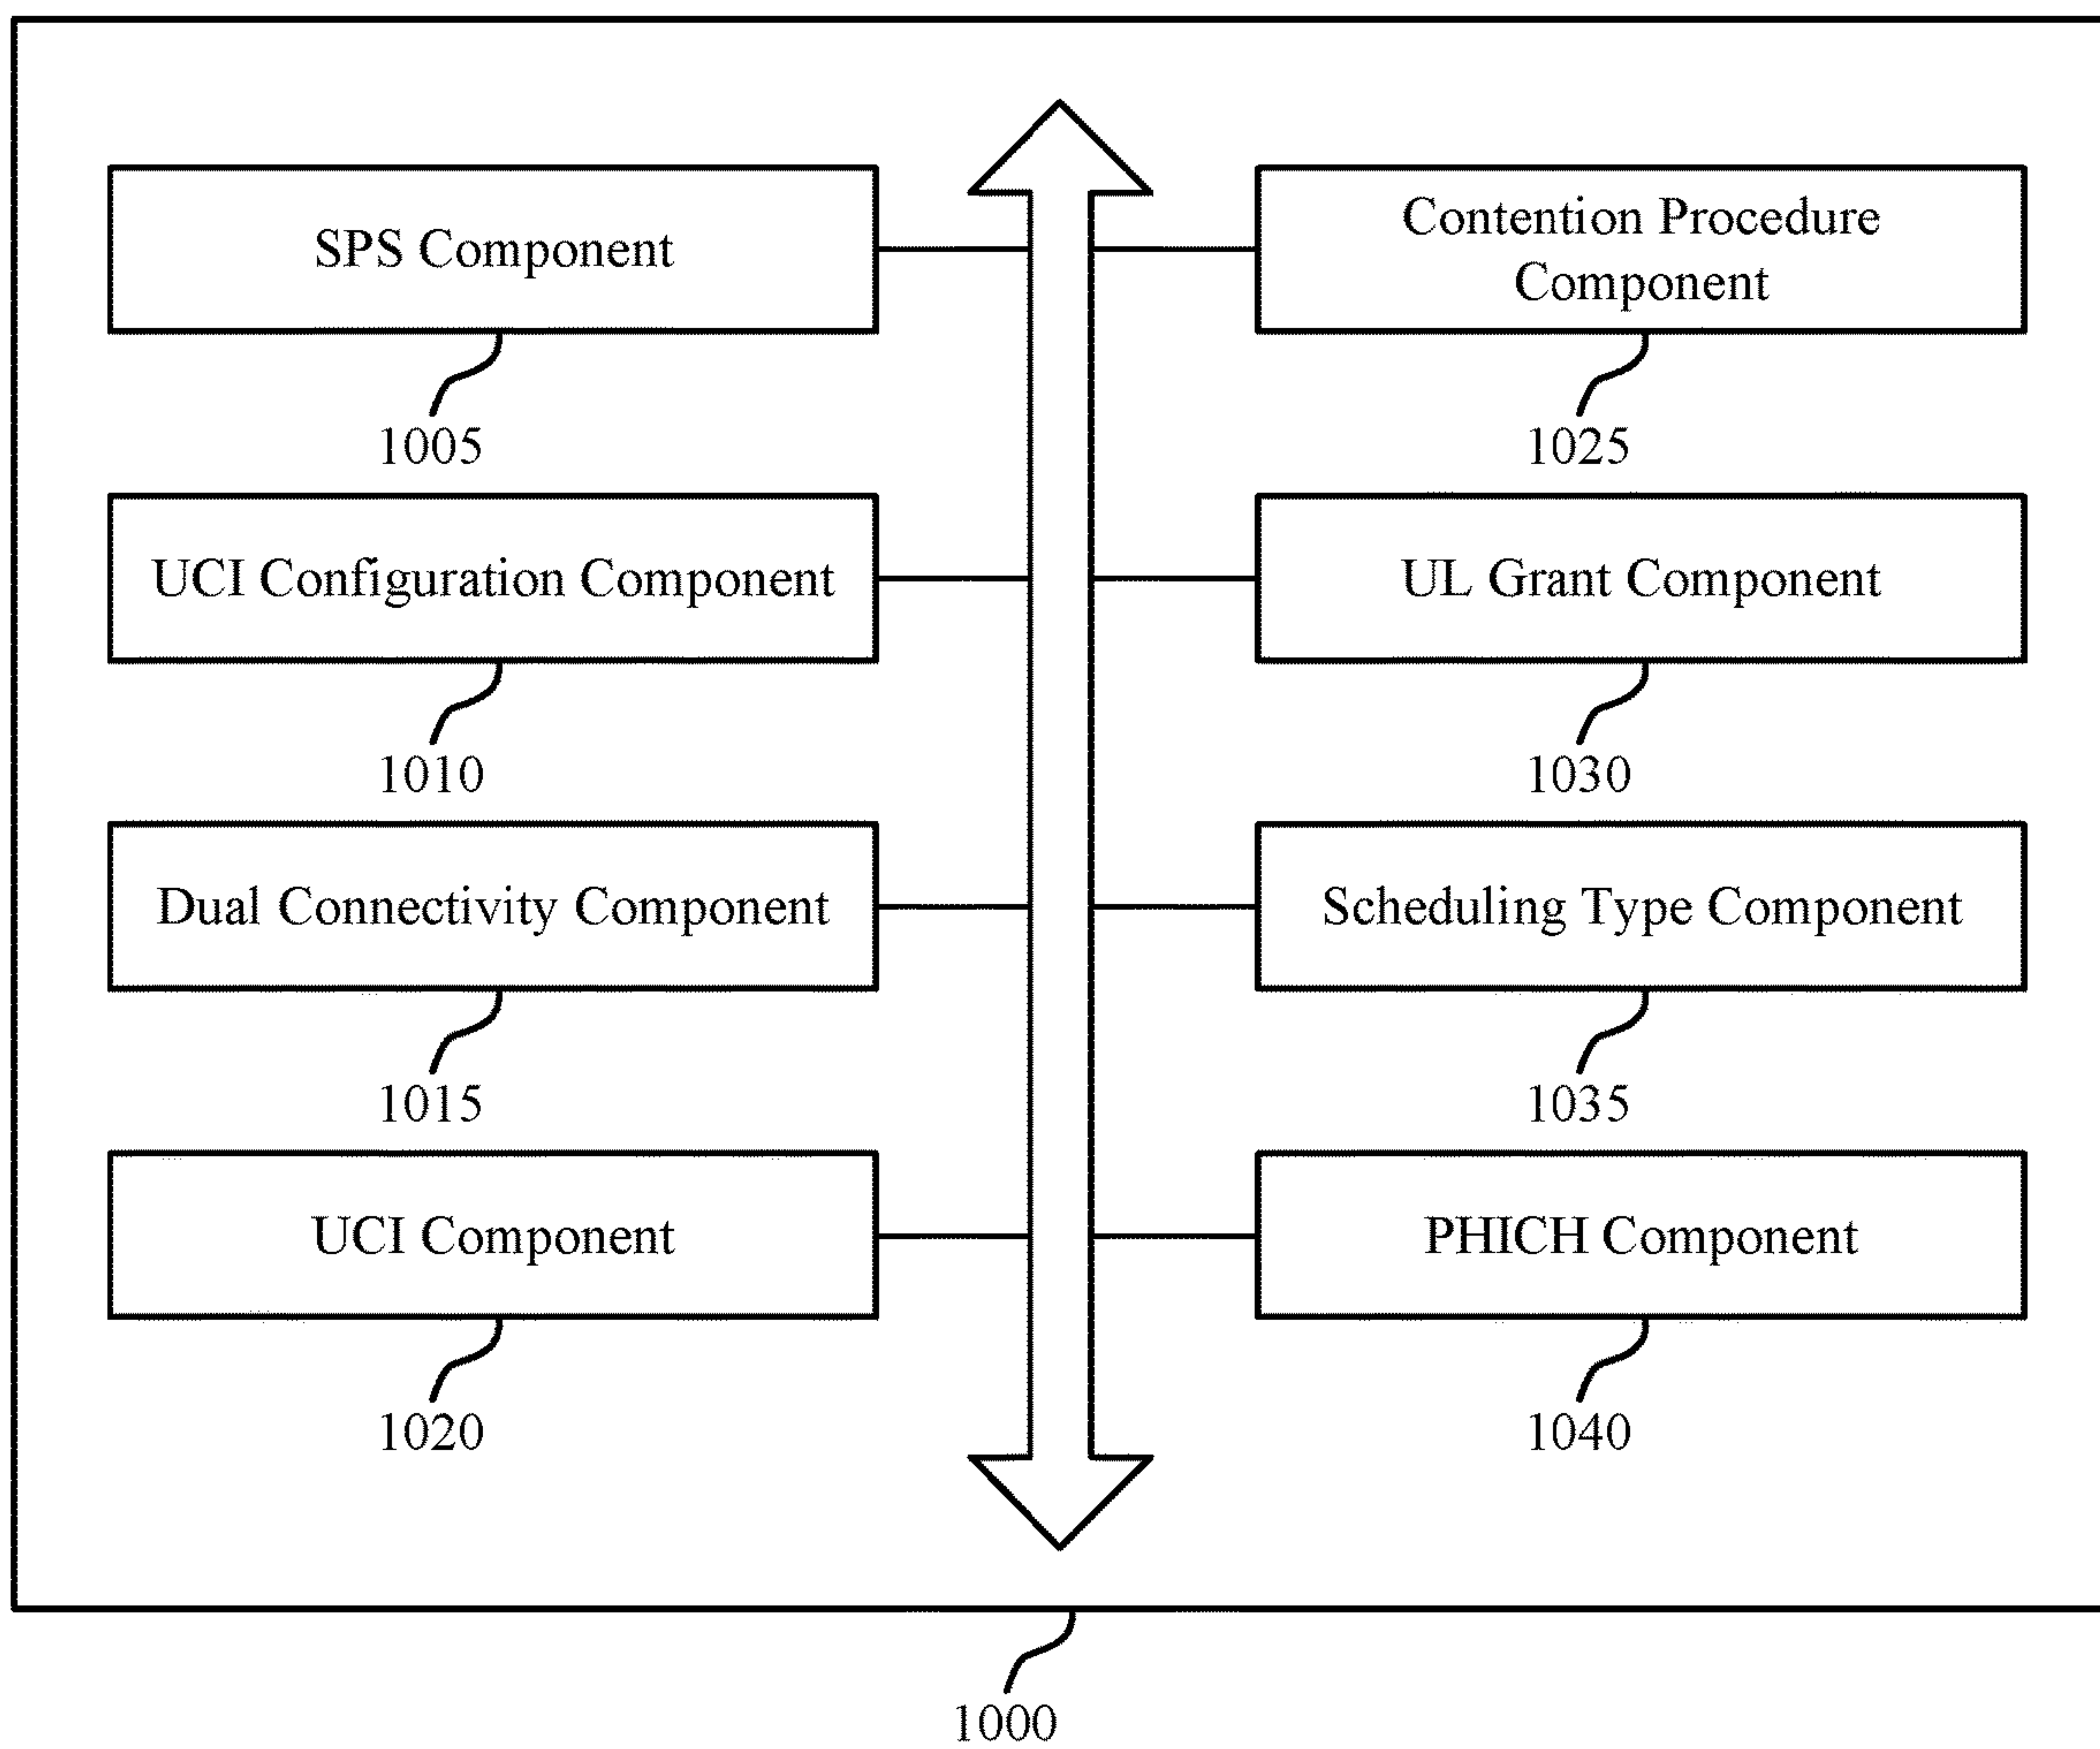 SPS Component
1005
UCI Configuration Component
1010
Dual Connectivity Component
1015
UCI Component
1020
Contention Procedure
Component
1025
UL Grant Component
1030
Scheduling Type Component
1035
PHICH Component
1040
1000